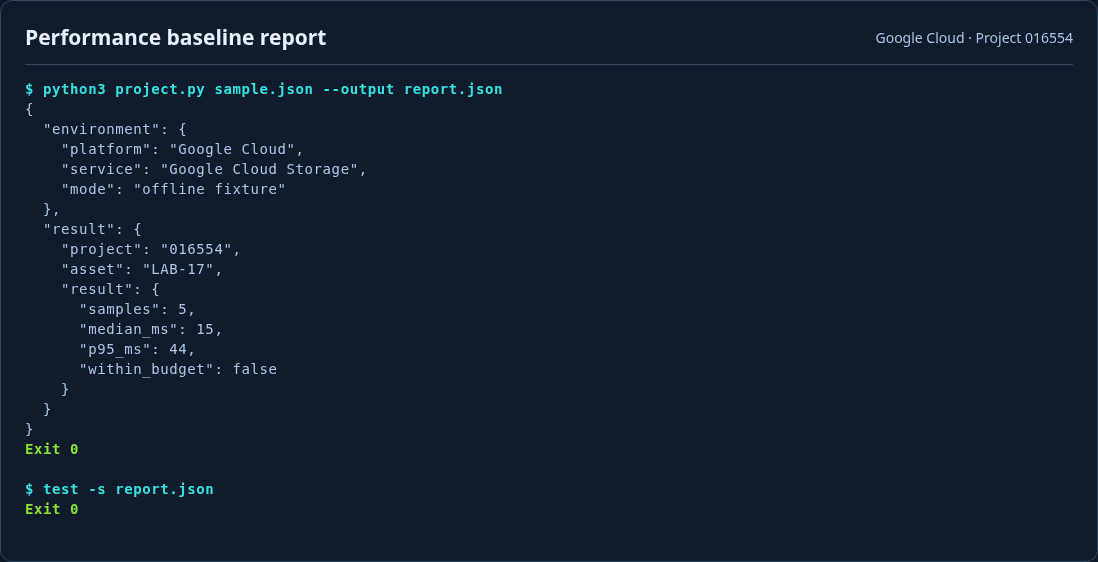 Performance baseline report
Google Cloud · Project 016554
$ python3 project.py sample.json --output report.json
{
  "environment": {
    "platform": "Google Cloud",
    "service": "Google Cloud Storage",
    "mode": "offline fixture"
  },
  "result": {
    "project": "016554",
    "asset": "LAB-17",
    "result": {
      "samples": 5,
      "median_ms": 15,
      "p95_ms": 44,
      "within_budget": false
    }
  }
}
Exit 0
$ test -s report.json
Exit 0